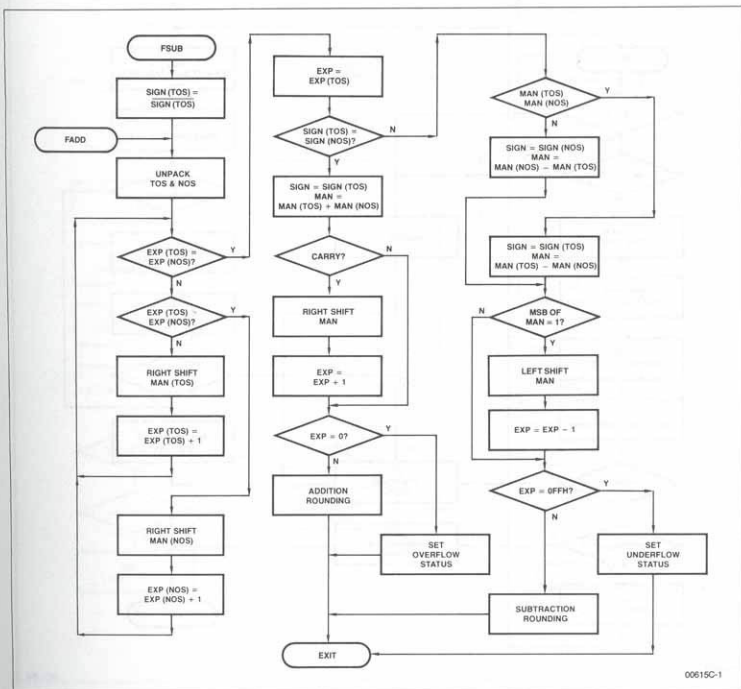 FSUB
SIGN (TOS) =
SIGN (TOS)
FADD
UNPACK
TOS & NOS
EXP (TOS) =
EXP (NOS)?
Y
N
EXP (TOS)
EXP (NOS)?
Y
N
RIGHT SHIFT
MAN (TOS)
EXP (TOS) =
EXP (TOS) + 1
RIGHT SHIFT
MAN (NOS)
EXP (NOS) =
EXP (NOS) + 1
EXP =
EXP (TOS)
SIGN (TOS) =
SIGN (NOS)?
N
Y
SIGN = SIGN (TOS)
MAN =
MAN (TOS) + MAN (NOS)
CARRY?
N
Y
RIGHT SHIFT
MAN
EXP =
EXP + 1
EXP = 0?
Y
N
ADDITION
ROUNDING
SET
OVERFLOW
STATUS
EXIT
MAN (TOS)
MAN (NOS)
Y
N
SIGN = SIGN (NOS)
MAN =
MAN (NOS) − MAN (TOS)
SIGN = SIGN (TOS)
MAN =
MAN (TOS) − MAN (NOS)
MSB OF
MAN = 1?
N
Y
LEFT SHIFT
MAN
EXP = EXP − 1
EXP = 0FFH?
Y
N
SET
UNDERFLOW
STATUS
SUBTRACTION
ROUNDING
00615C-1